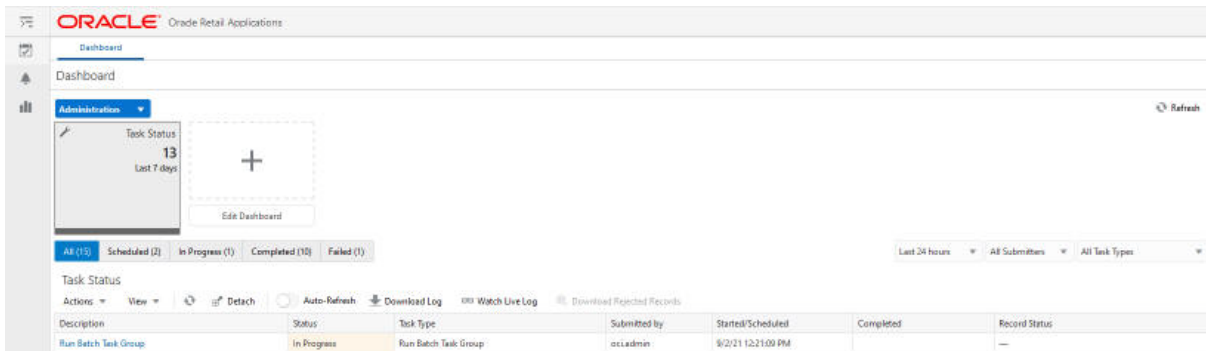 ORACLE® Oracle Retail Applications
Dashboard
Dashboard
Administration
Refresh
Task Status
13
Last 7 days
Edit Dashboard
All (15) Scheduled (2) In Progress (1) Completed (10) Failed (1) Last 24 hours All Submitters All Task Types
Task Status
Actions View Detach Auto-Refresh Download Log Watch Live Log Download Rejected Records
Description Status Task Type Submitted by Started/Scheduled Completed Record Status
Run Batch Task Group In Progress Run Batch Task Group oci.admin 9/2/21 12:21:09 PM —